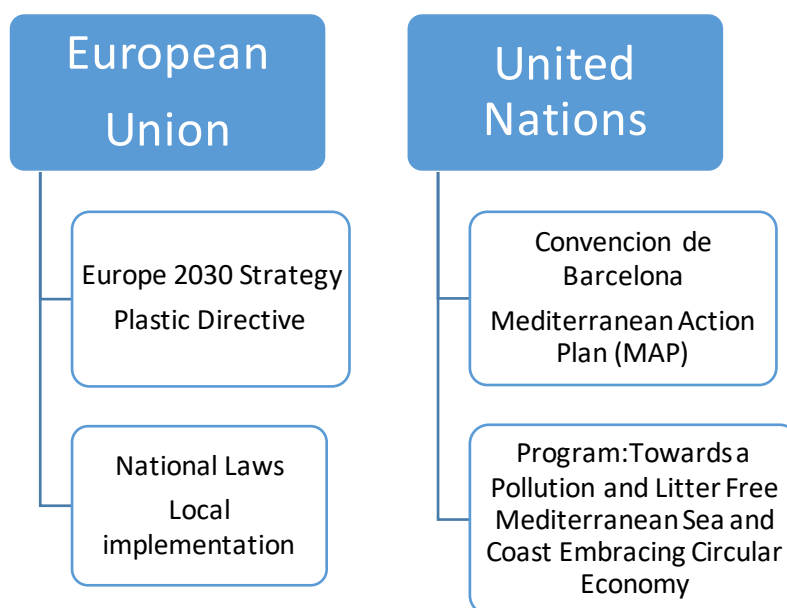 European
Union
Europe 2030 Strategy
Plastic Directive
National Laws
Local
implementation
United
Nations
Convencion de
Barcelona
Mediterranean Action
Plan (MAP)
Program:Towards a
Pollution and Litter Free
Mediterranean Sea and
Coast Embracing Circular
Economy